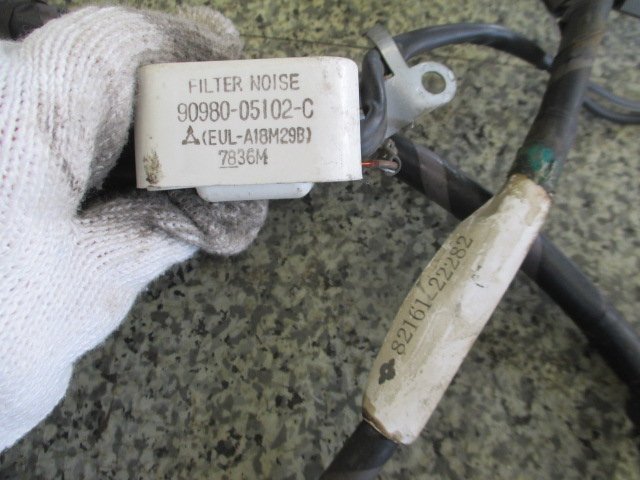 FILTER NOISE
90980-05102-C
(EUL-A18M29B)
7836M
82161-22282